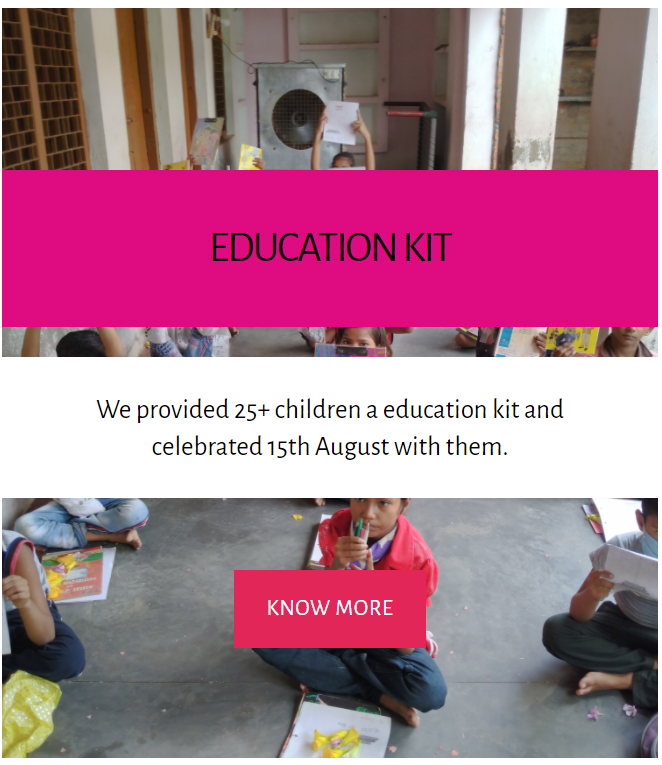 EDUCATION KIT
We provided 25+ children a education kit and
celebrated 15th August with them.
KNOW MORE